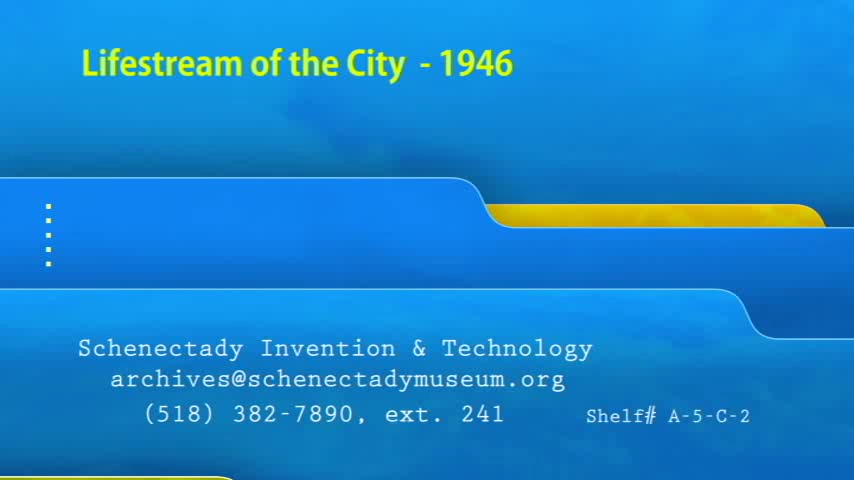 Lifestream of the City - 1946
Schenectady Invention & Technology
archives@schenectadymuseum.org
(518) 382-7890, ext. 241
Shelf# A-5-C-2